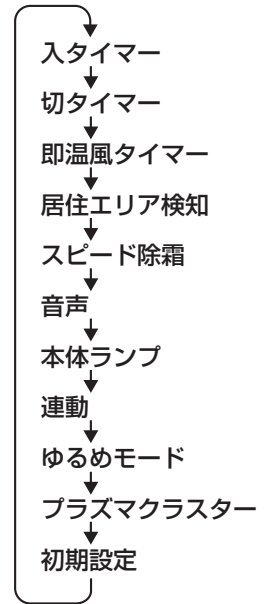 入タイマー
切タイマー
即温風タイマー
居住エリア検知
スピード除霜
音声
本体ランプ
連動
ゆるめモード
プラズマクラスター
初期設定